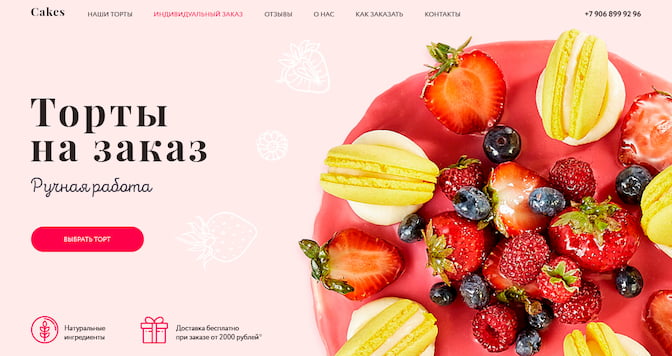 Cakes
НАШИ ТОРТЫ
ИНДИВИДУАЛЬНЫЙ ЗАКАЗ
ОТЗЫВЫ
О НАС
КАК ЗАКАЗАТЬ
КОНТАКТЫ
+7 906 899 92 96
Торты
на заказ
Ручная работа
ВЫБРАТЬ ТОРТ
Натуральные
ингредиенты
Доставка бесплатно
при заказе от 2000 рублей*